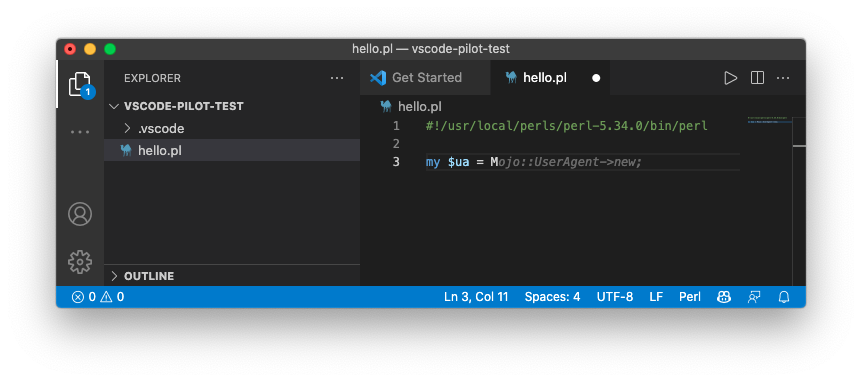 hello.pl — vscode-pilot-test
EXPLORER
1
VSCODE-PILOT-TEST
.vscode
hello.pl
OUTLINE
Get Started
hello.pl
hello.pl
1 #!/usr/local/perls/perl-5.34.0/bin/perl
2
3 my $ua = Mojo::UserAgent->new;
0 0
Ln 3, Col 11 Spaces: 4 UTF-8 LF Perl